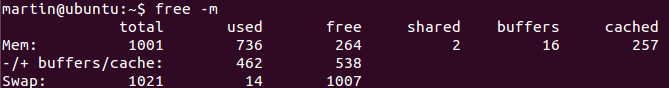 martin@ubuntu:~$ free -m
total used free shared buffers cached
Mem: 1001 736 264 2 16 257
-/+ buffers/cache: 462 538
Swap: 1021 14 1007